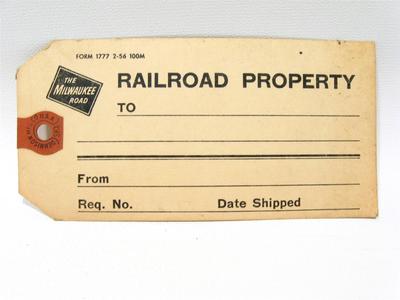 FORM 1777 2-56 100M
THE
MILWAUKEE
ROAD
RAILROAD PROPERTY
TO
From
Req. No. Date Shipped